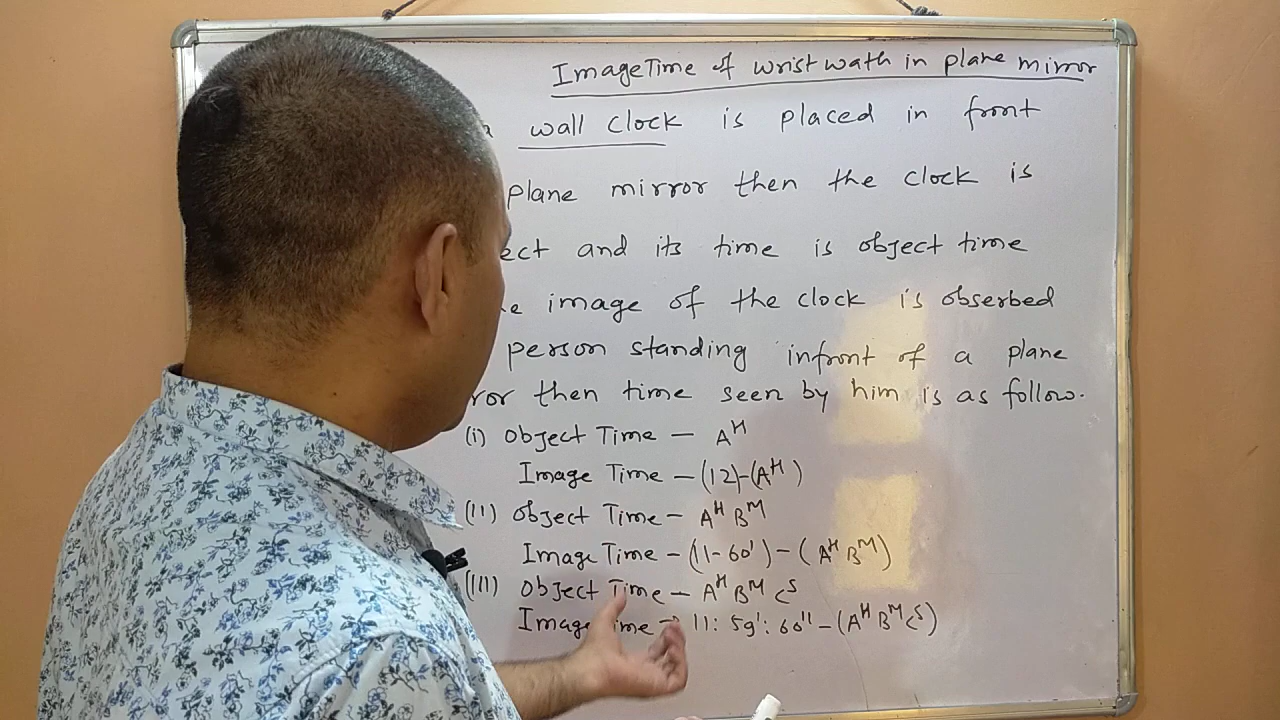 Image Time of wrist wath in plane mirror
wall clock is placed in front
plane mirror then the clock is
ect and its time is object time
image of the clock is obserbed
person standing infront of a plane
ror then time seen by him is as follow.
(i) Object Time — A^H
Image Time — (12)-(A^H)
(II) Object Time — A^H B^M
Image Time — (11-60') - (A^H B^M)
(III) Object Time — A^H B^M C^S
Image Time → 11: 59': 60'' - (A^H B^M C^S)